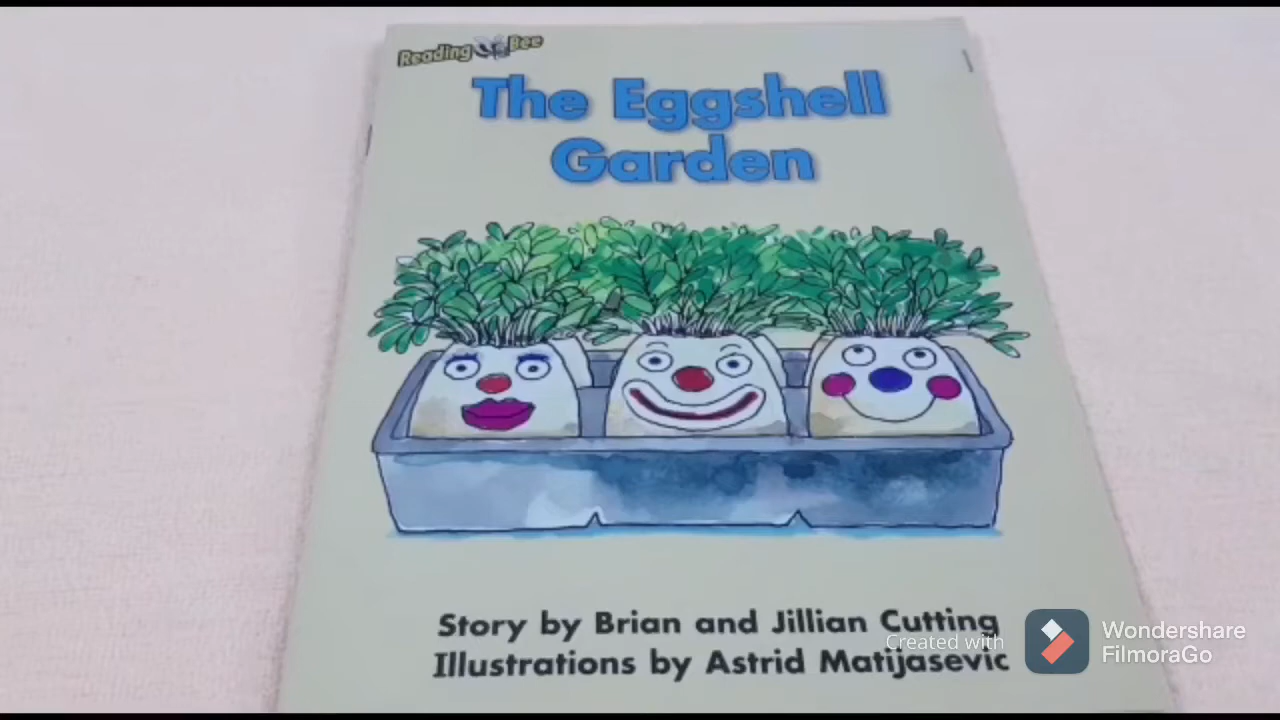 Reading Bee
The Eggshell
Garden
Story by Brian and Jillian Cutting
Illustrations by Astrid Matijasevic
Created with
Wondershare
FilmoraGo